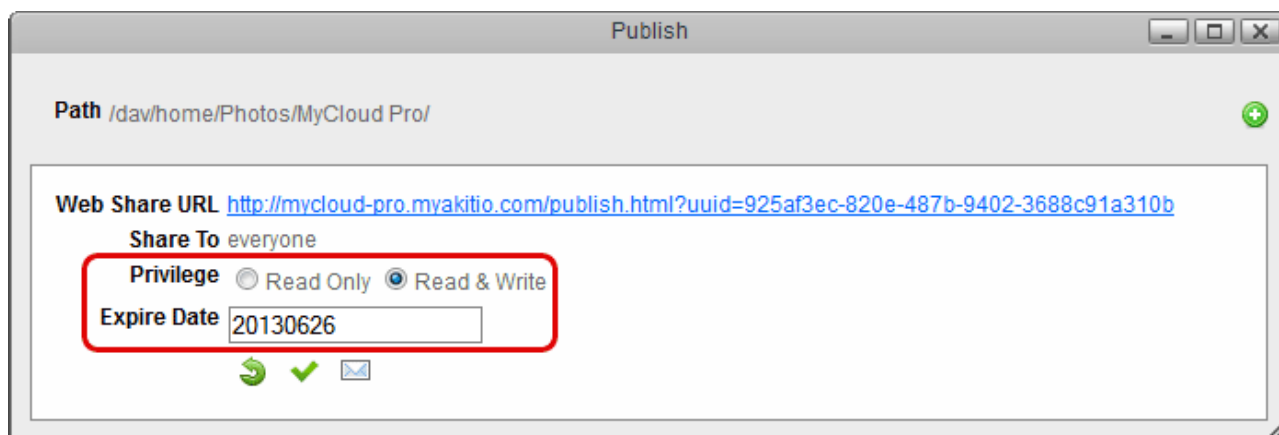 Publish
Path /dav/home/Photos/MyCloud Pro/
Web Share URL http://mycloud-pro.myakitio.com/publish.html?uuid=925af3ec-820e-487b-9402-3688c91a310b
Share To everyone
Privilege Read Only Read & Write
Expire Date 20130626